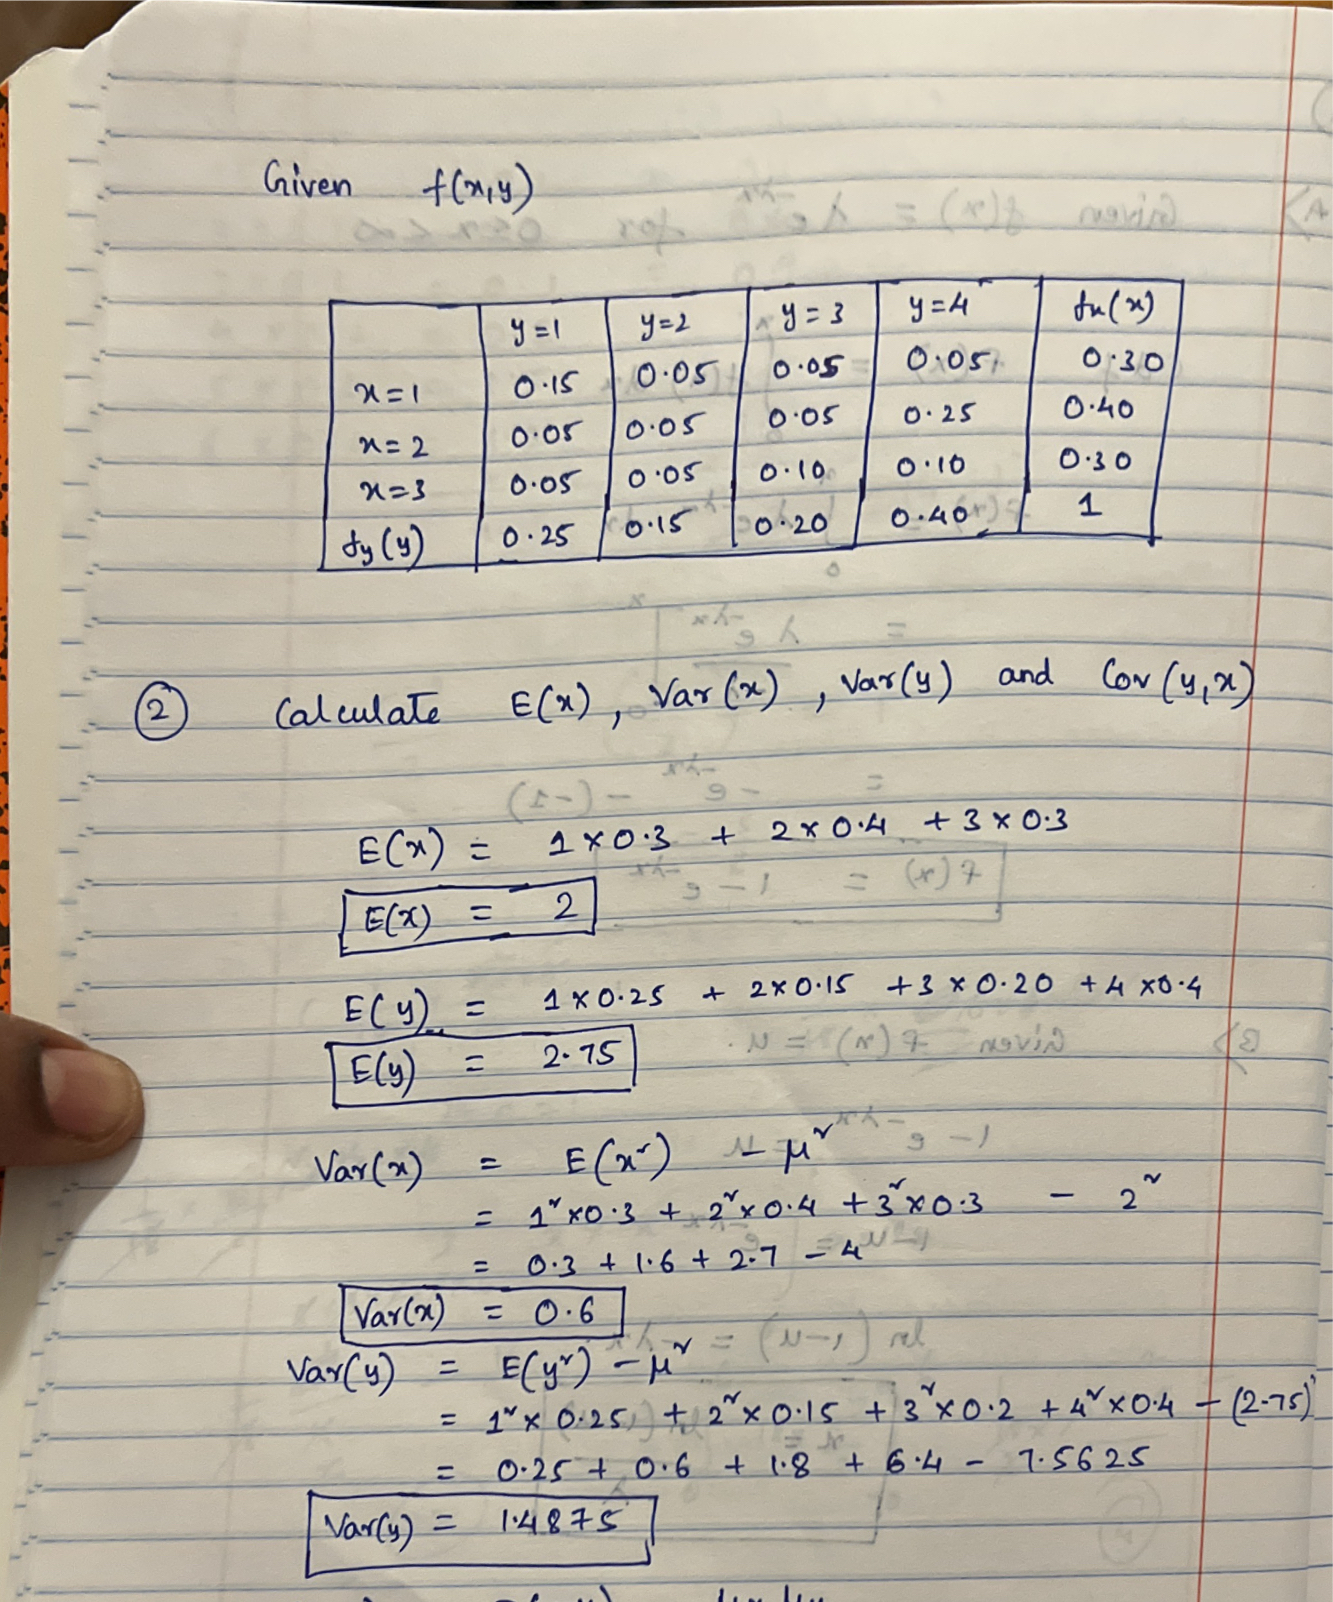 Given f(x,y)
y=1 y=2 y=3 y=4 fx(x)
x=1 0.15 0.05 0.05 0.05 0.30
x=2 0.05 0.05 0.05 0.25 0.40
x=3 0.05 0.05 0.10 0.10 0.30
fy(y) 0.25 0.15 0.20 0.40 1
② Calculate E(x), Var(x), Var(y) and Cov(y,x)
E(x) = 1×0.3 + 2×0.4 + 3×0.3
E(x) = 2
E(y) = 1×0.25 + 2×0.15 + 3×0.20 + 4×0.4
E(y) = 2.75
Var(x) = E(x²) - μ²
= 1²×0.3 + 2²×0.4 + 3²×0.3 - 2²
= 0.3 + 1.6 + 2.7 - 4
Var(x) = 0.6
Var(y) = E(y²) - μ²
= 1²×0.25 + 2²×0.15 + 3²×0.2 + 4²×0.4 - (2.75)²
= 0.25 + 0.6 + 1.8 + 6.4 - 7.5625
Var(y) = 1.4875